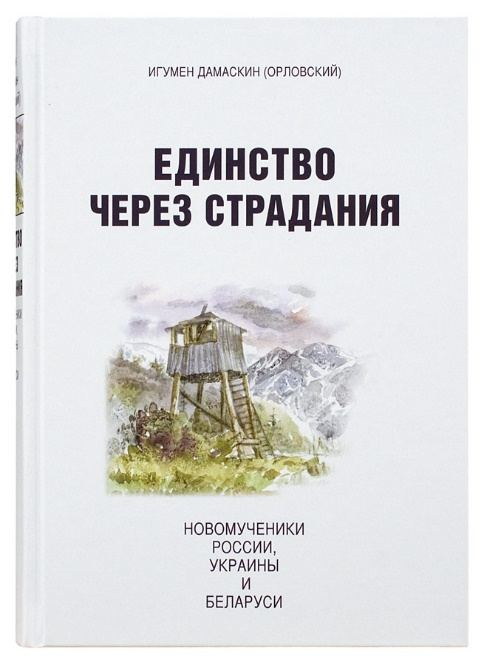 ИГУМЕН ДАМАСКИН (ОРЛОВСКИЙ)
ЕДИНСТВО
ЧЕРЕЗ СТРАДАНИЯ
НОВОМУЧЕНИКИ
РОССИИ,
УКРАИНЫ
И
БЕЛАРУСИ